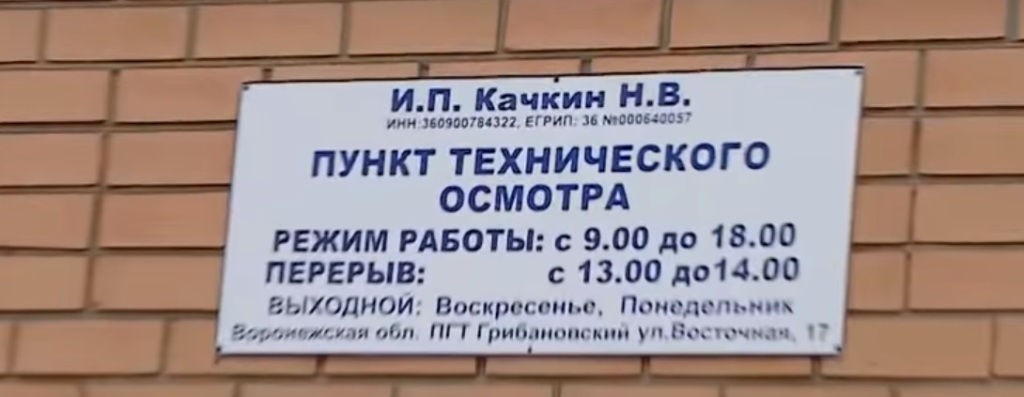 И.П. Качкин Н.В.
ИНН:360900784322, ЕГРИП: 36 №000640057
ПУНКТ ТЕХНИЧЕСКОГО
ОСМОТРА
РЕЖИМ РАБОТЫ: с 9.00 до 18.00
ПЕРЕРЫВ: с 13.00 до14.00
ВЫХОДНОЙ: Воскресенье, Понедельник
Воронежская обл. ПГТ Грибановский ул.Восточная, 17